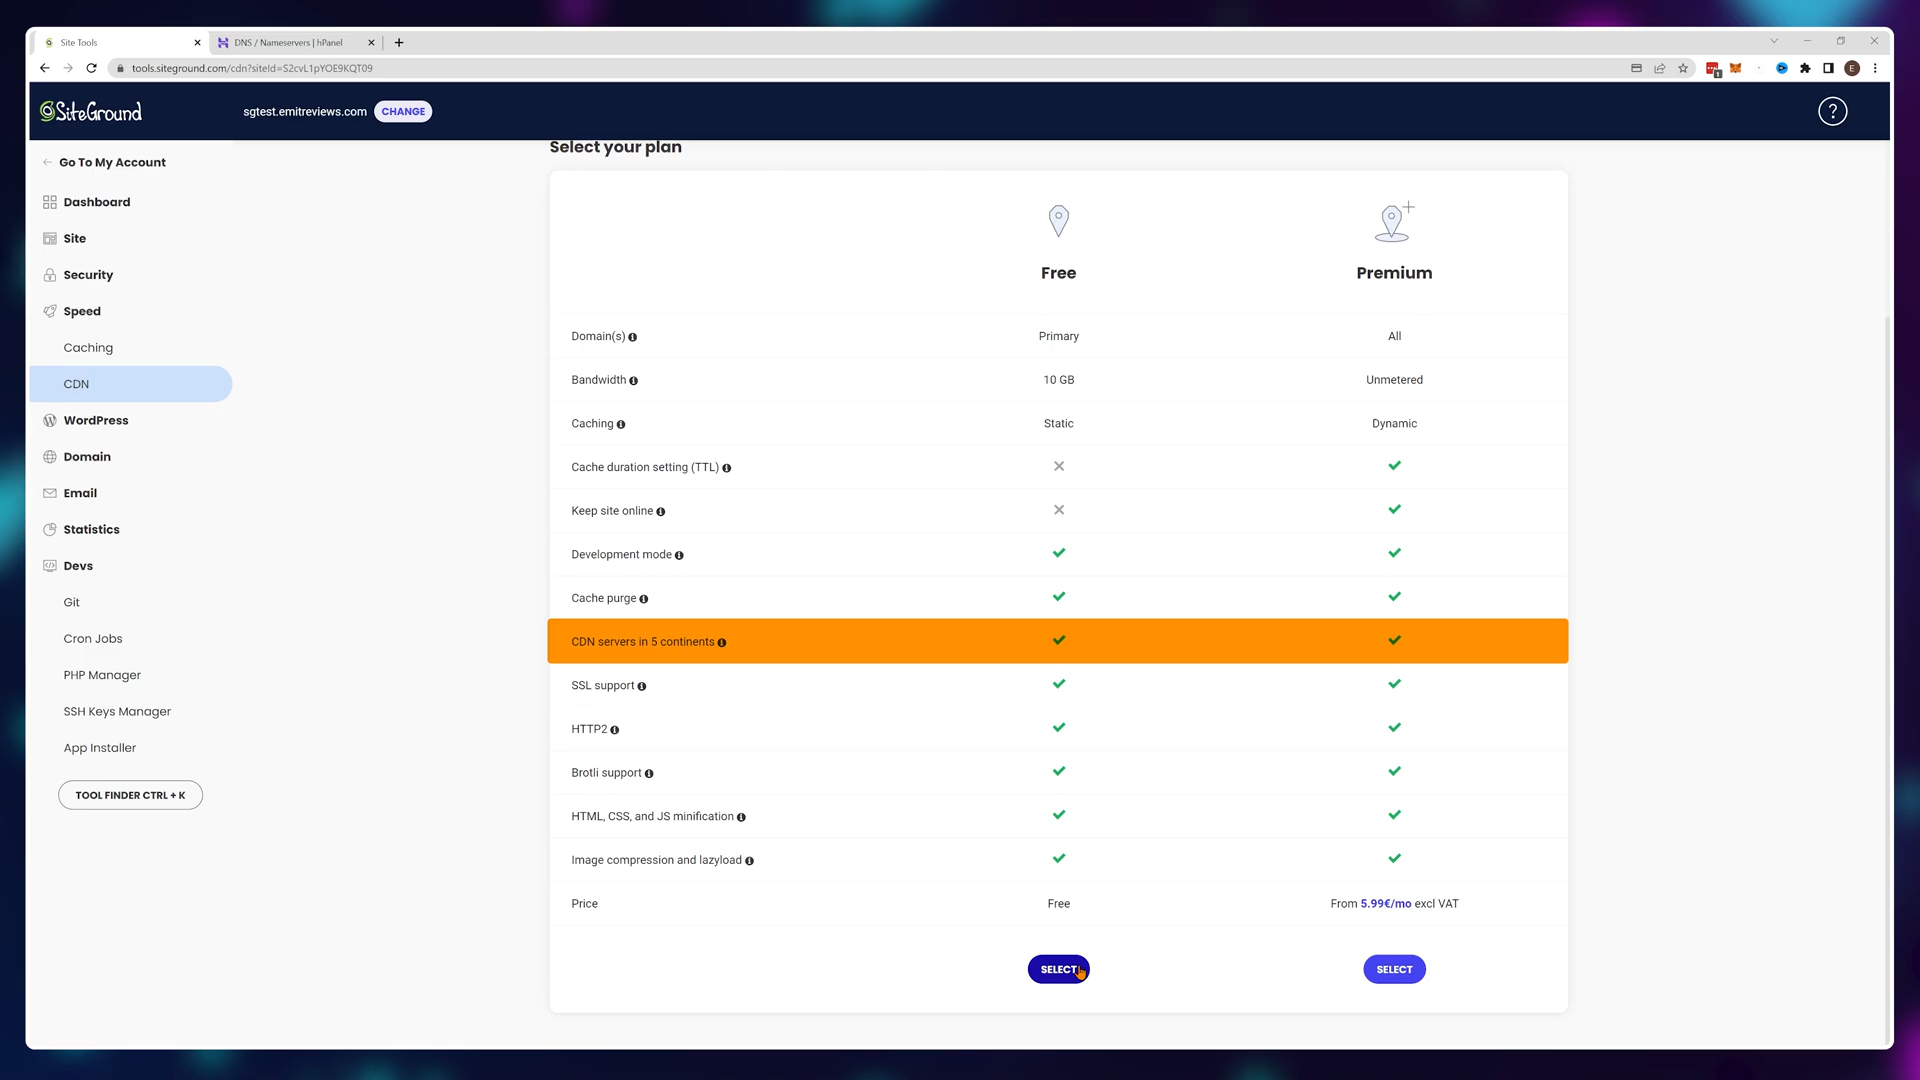 Site Tools
DNS / Nameservers | hPanel
tools.siteground.com/cdn?siteId=S2cvL1pYOE9KQT09
1
E
SiteGround
sgtest.emitreviews.com
CHANGE
?
Go To My Account
Dashboard
Site
Security
Speed
Caching
CDN
WordPress
Domain
Email
Statistics
Devs
Git
Cron Jobs
PHP Manager
SSH Keys Manager
App Installer
TOOL FINDER CTRL + K
Select your plan
Free Premium
Domain(s) Primary All
Bandwidth 10 GB Unmetered
Caching Static Dynamic
Cache duration setting (TTL)
Keep site online
Development mode
Cache purge
CDN servers in 5 continents
SSL support
HTTP2
Brotli support
HTML, CSS, and JS minification
Image compression and lazyload
Price Free From 5.99€/mo excl VAT
SELECT SELECT